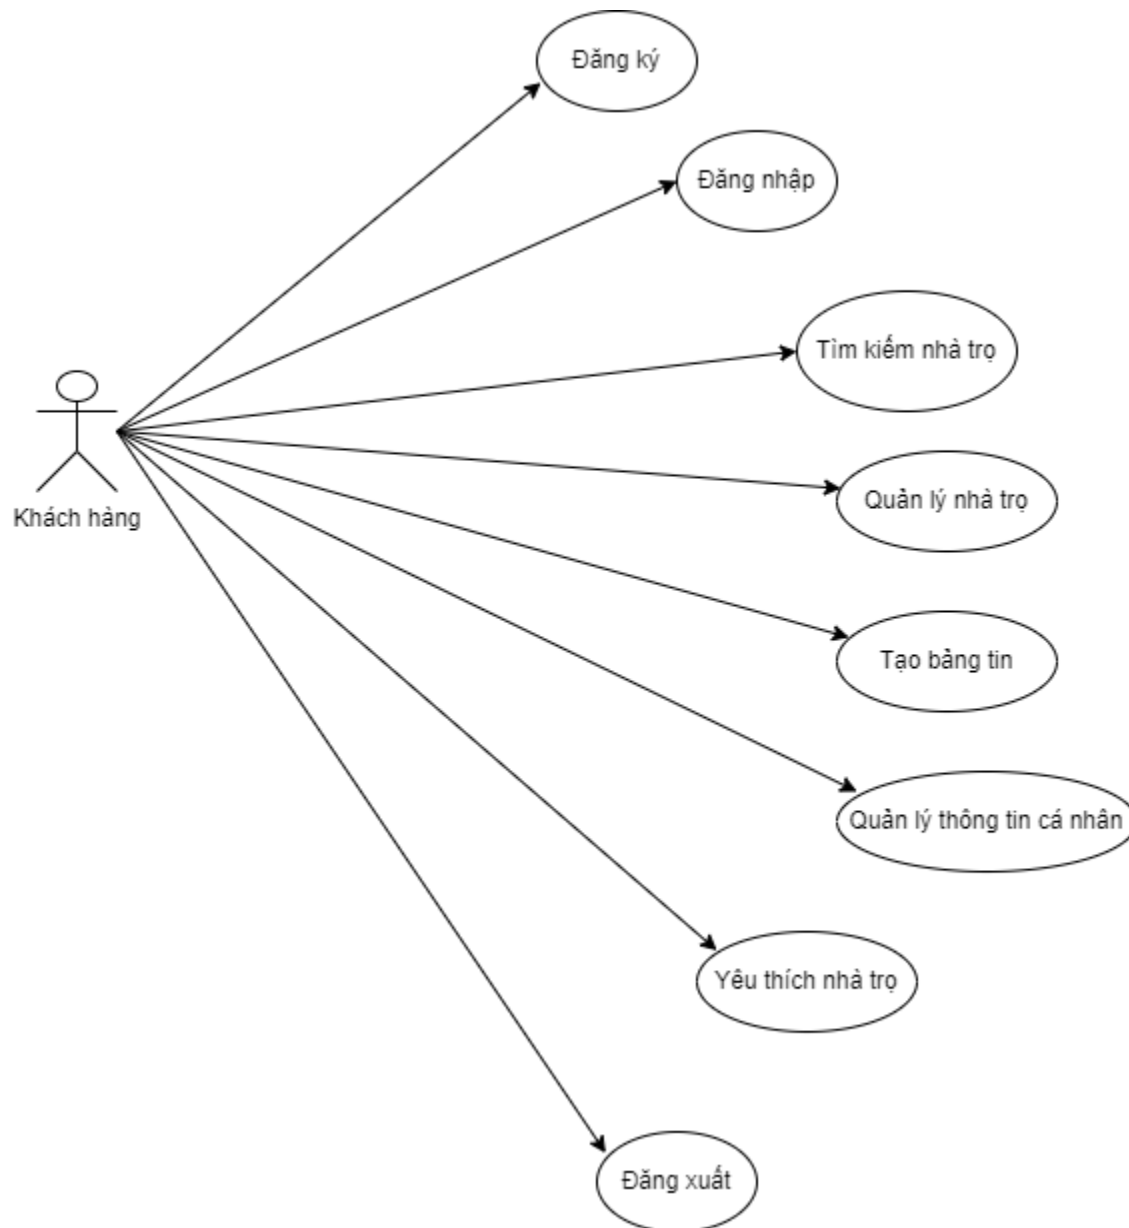 Đăng ký
Đăng nhập
Tìm kiếm nhà trọ
Khách hàng
Quản lý nhà trọ
Tạo bảng tin
Quản lý thông tin cá nhân
Yêu thích nhà trọ
Đăng xuất